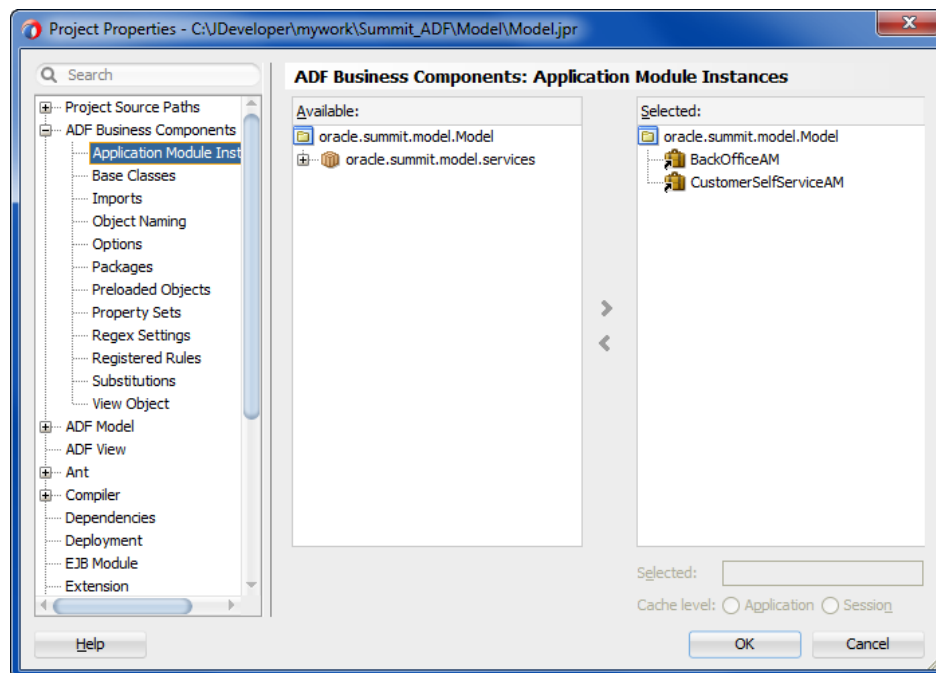 Project Properties - C:\JDeveloper\mywork\Summit_ADF\Model\Model.jpr
Search
Project Source Paths
ADF Business Components
Application Module Inst
Base Classes
Imports
Object Naming
Options
Packages
Preloaded Objects
Property Sets
Regex Settings
Registered Rules
Substitutions
View Object
ADF Model
ADF View
Ant
Compiler
Dependencies
Deployment
EJB Module
Extension
ADF Business Components: Application Module Instances
Available:
oracle.summit.model.Model
oracle.summit.model.services
Selected:
oracle.summit.model.Model
BackOfficeAM
CustomerSelfServiceAM
Selected:
Cache level: Application Session
Help
OK
Cancel